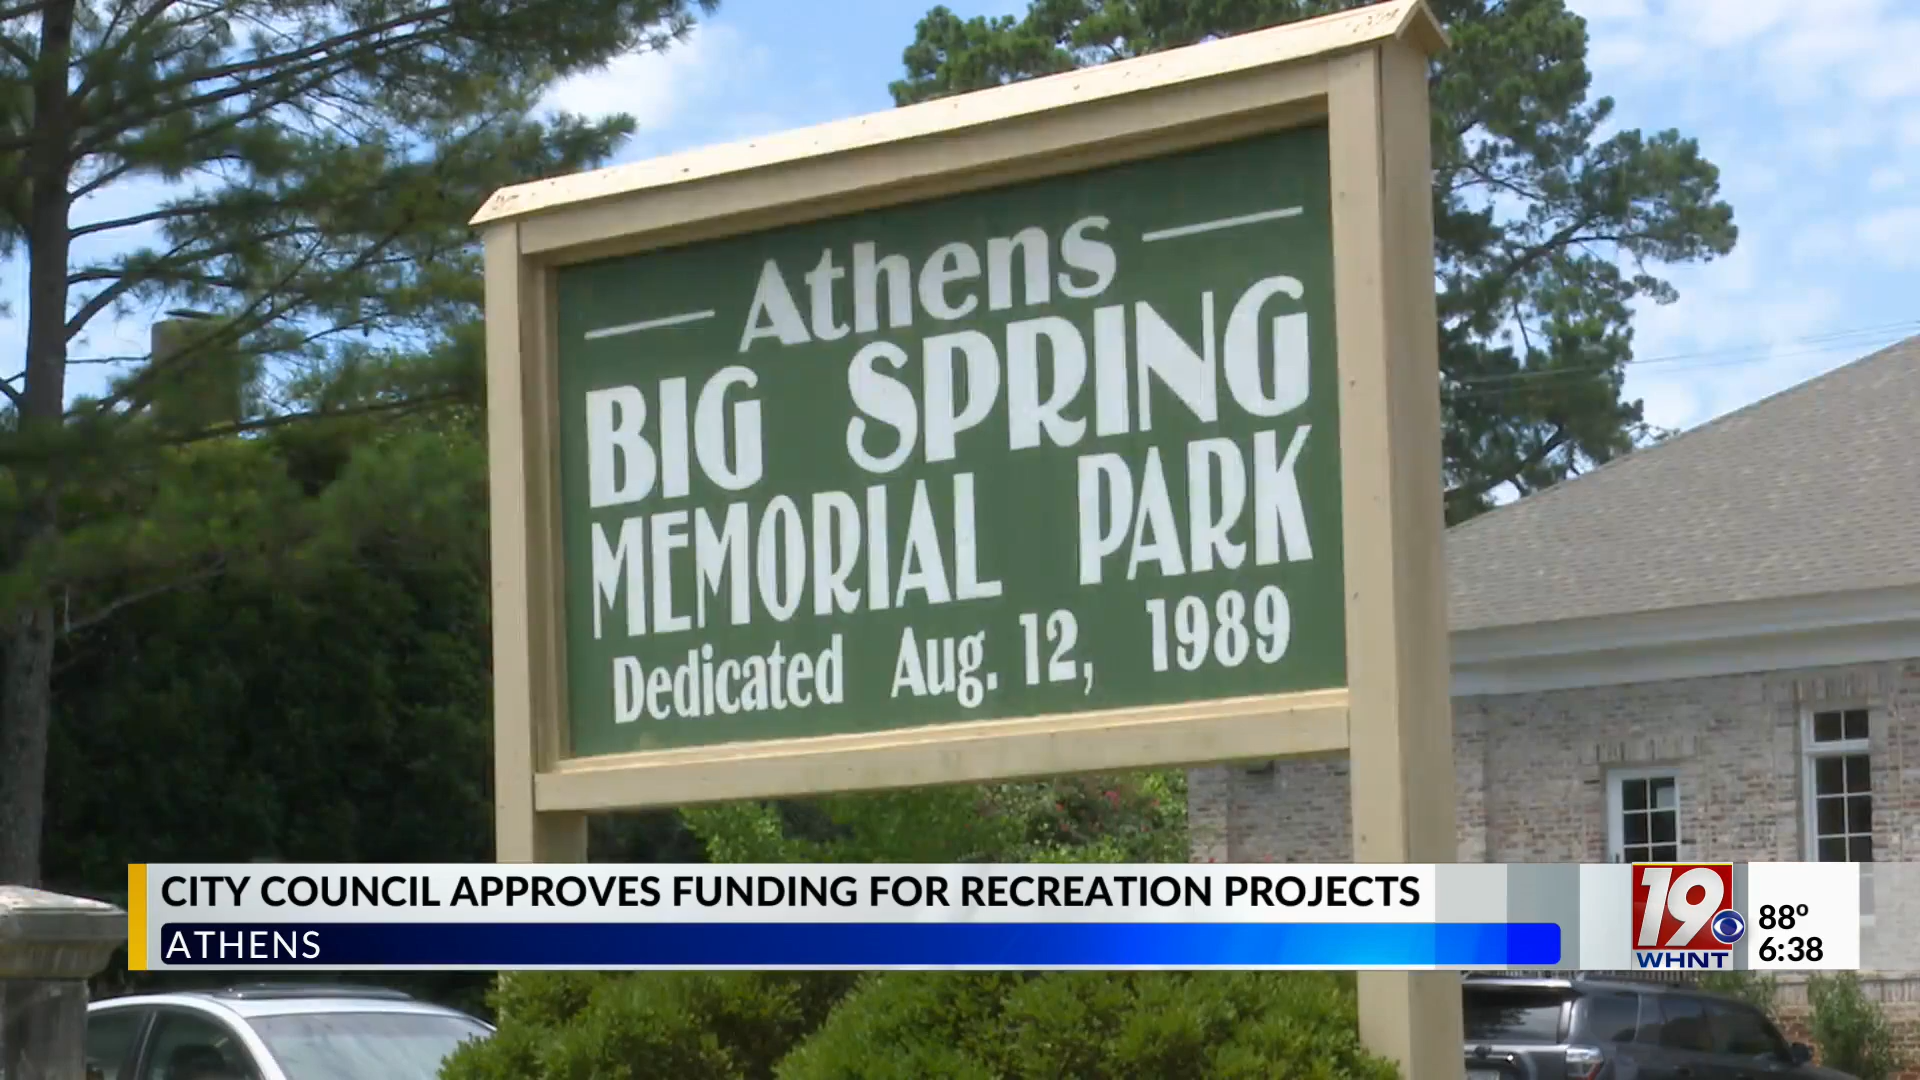 Athens
BIG SPRING
MEMORIAL PARK
Dedicated Aug. 12, 1989
CITY COUNCIL APPROVES FUNDING FOR RECREATION PROJECTS
ATHENS
19
WHNT
88º
6:38